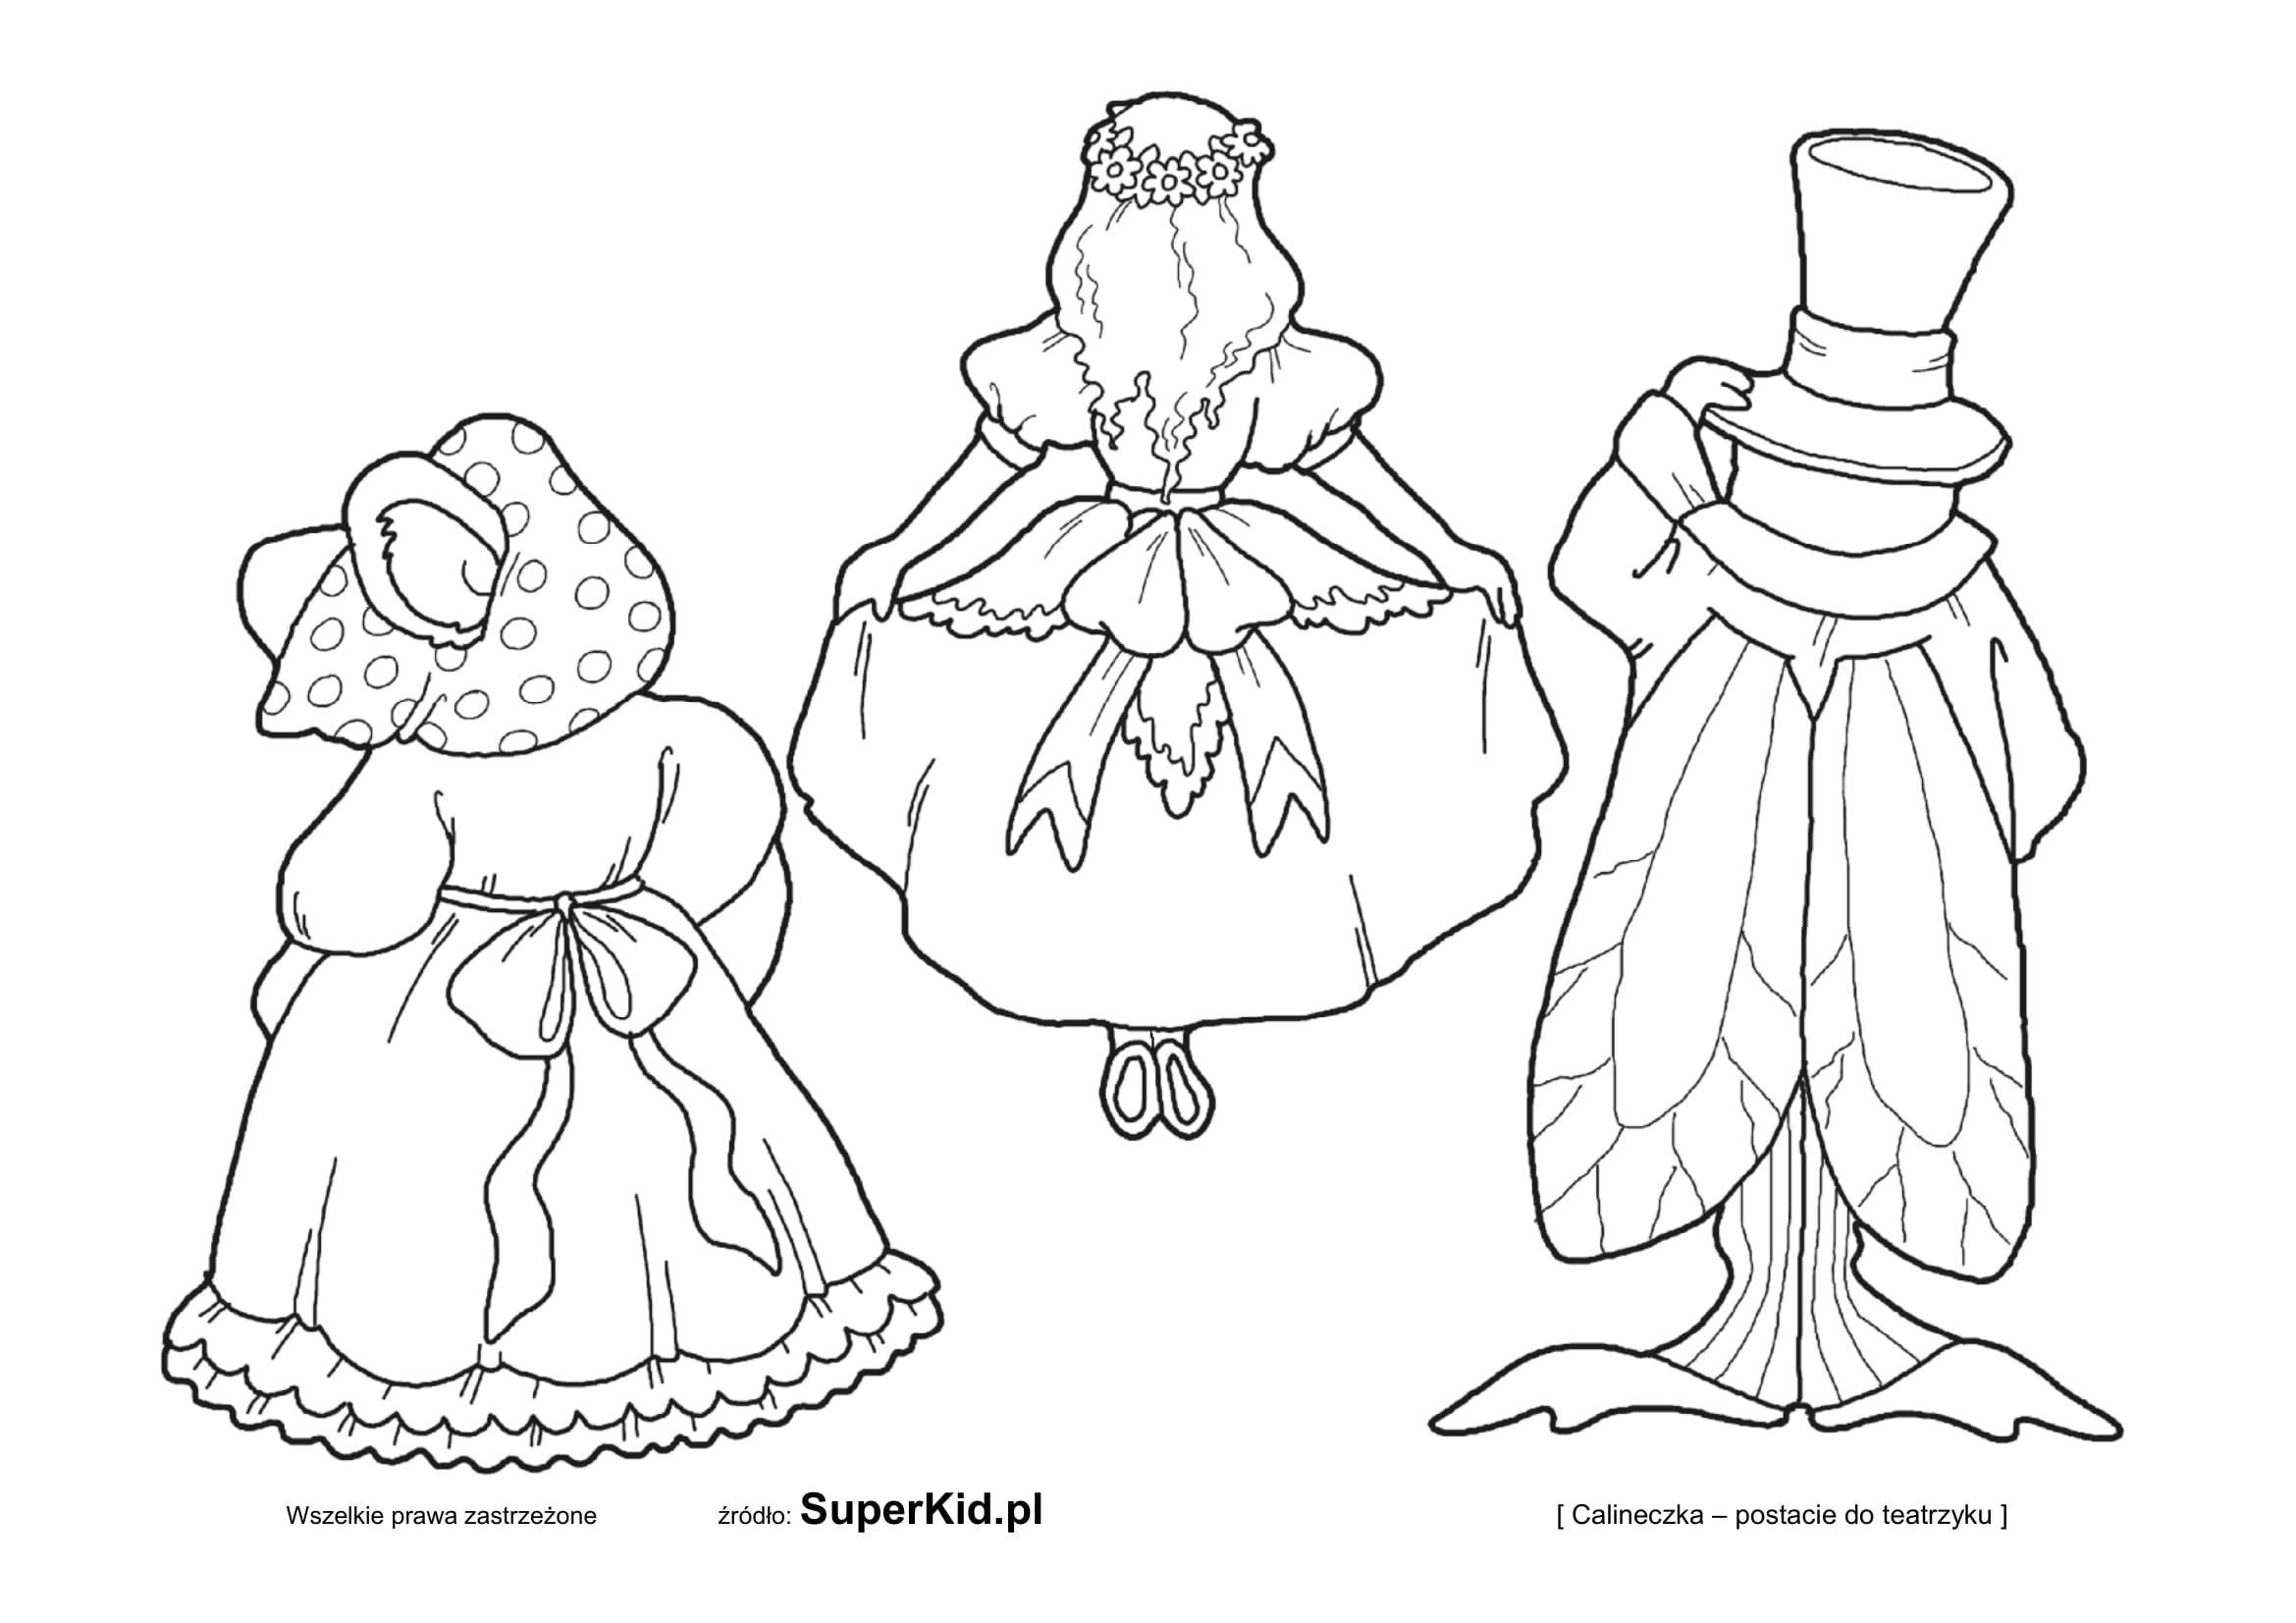 Wszelkie prawa zastrzeżone źródło: SuperKid.pl [ Calineczka – postacie do teatrzyku ]